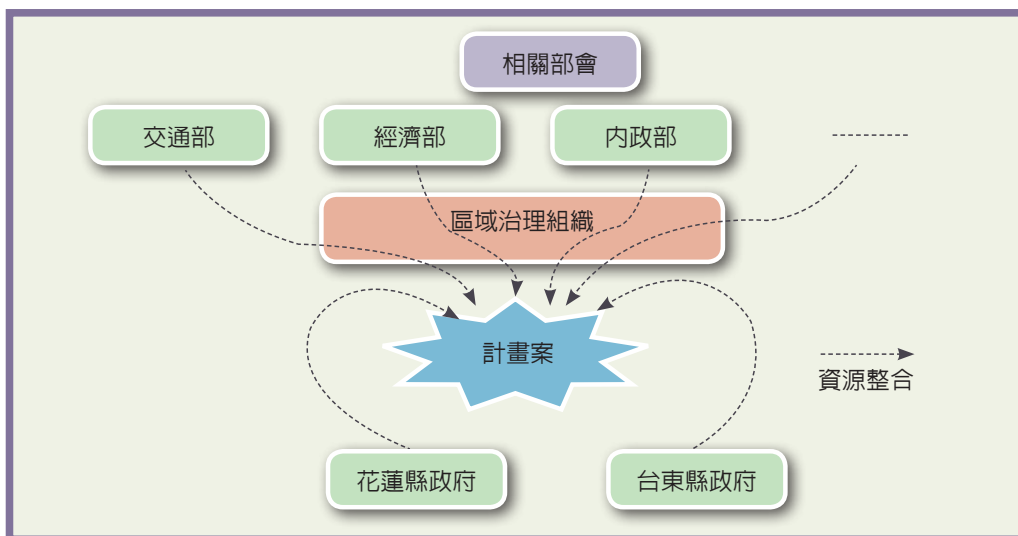 相關部會
交通部
經濟部
內政部
區域治理組織
計畫案
資源整合
花蓮縣政府
台東縣政府